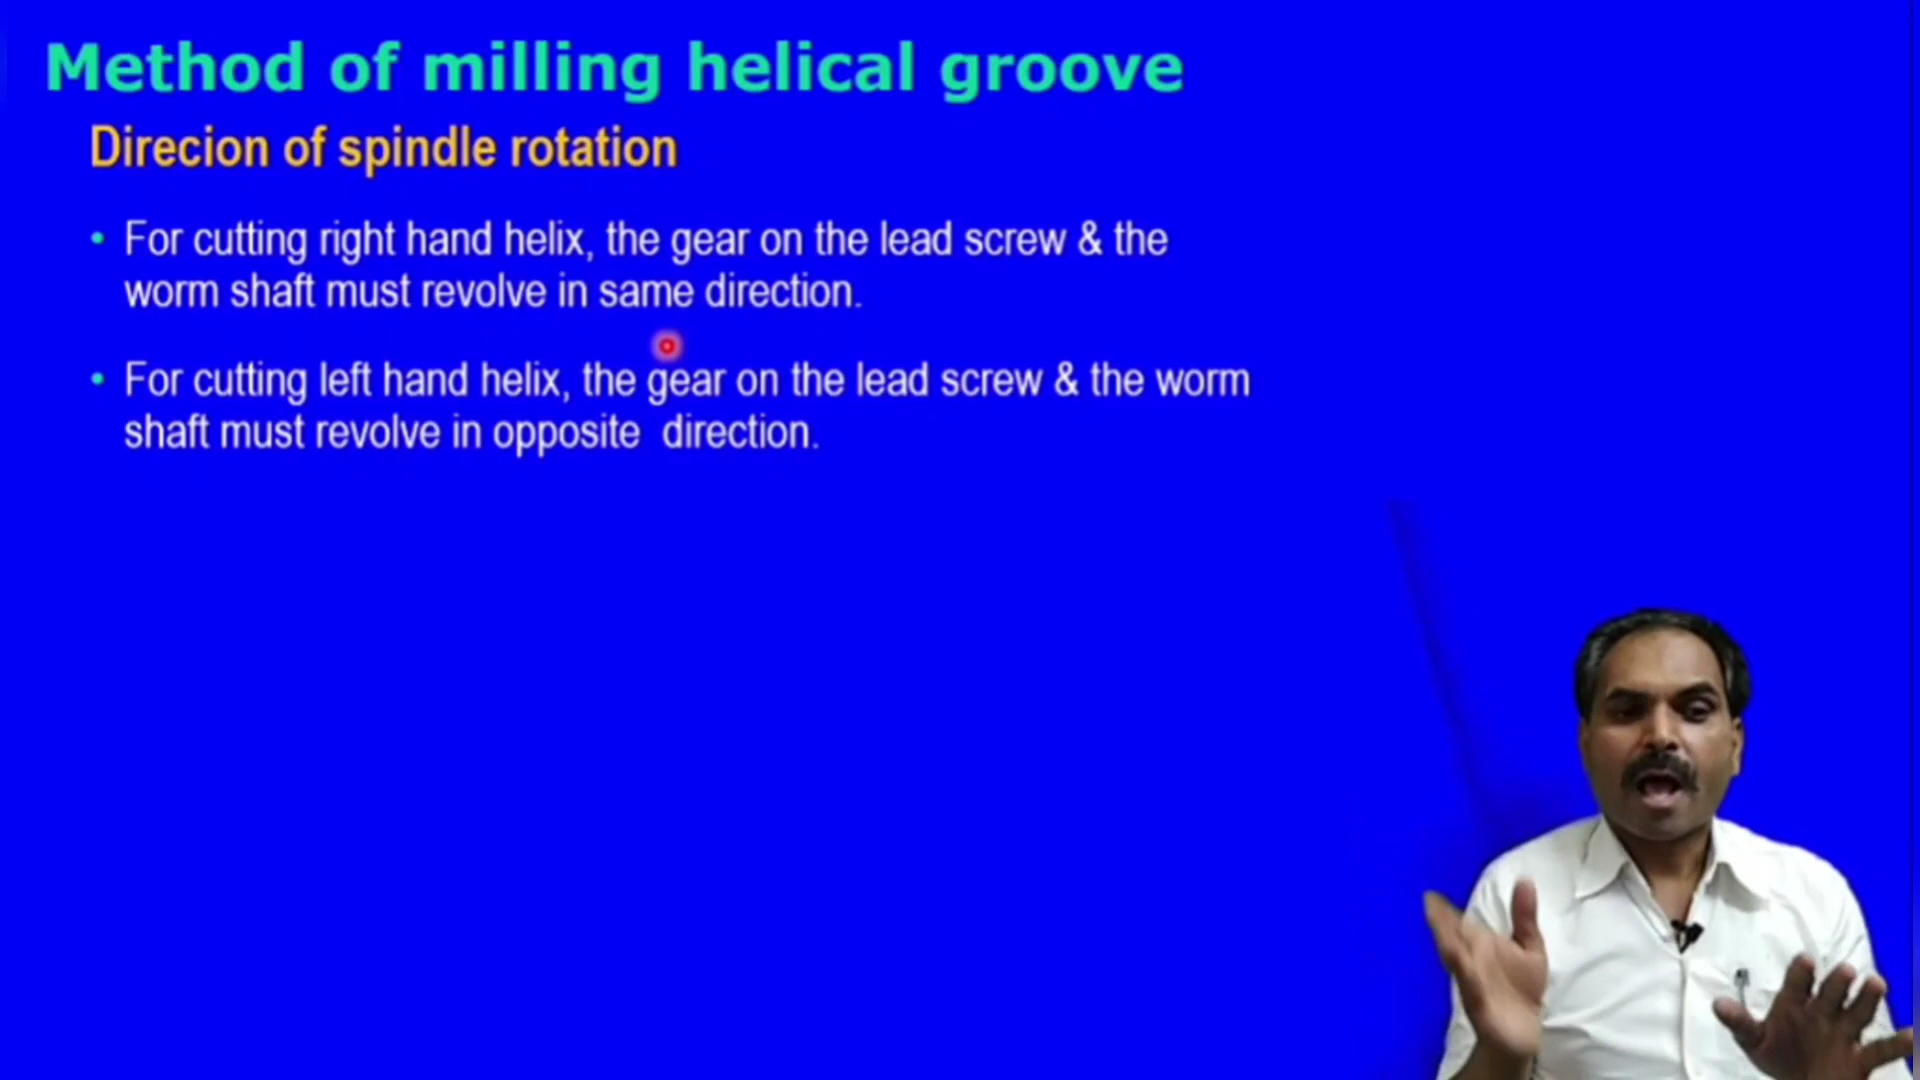 Method of milling helical groove
Direcion of spindle rotation
• For cutting right hand helix, the gear on the lead screw & the
worm shaft must revolve in same direction.
• For cutting left hand helix, the gear on the lead screw & the worm
shaft must revolve in opposite  direction.